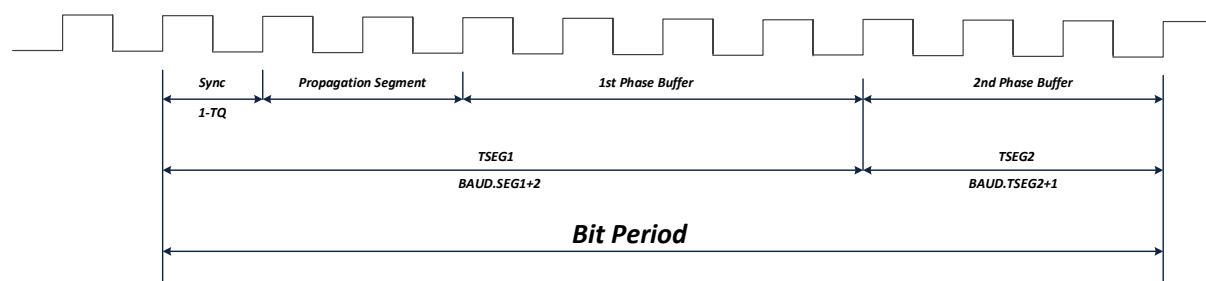 Sync
Propagation Segment
1st Phase Buffer
2nd Phase Buffer
1-TQ
TSEG1
TSEG2
BAUD.SEG1+2
BAUD.TSEG2+1
Bit Period